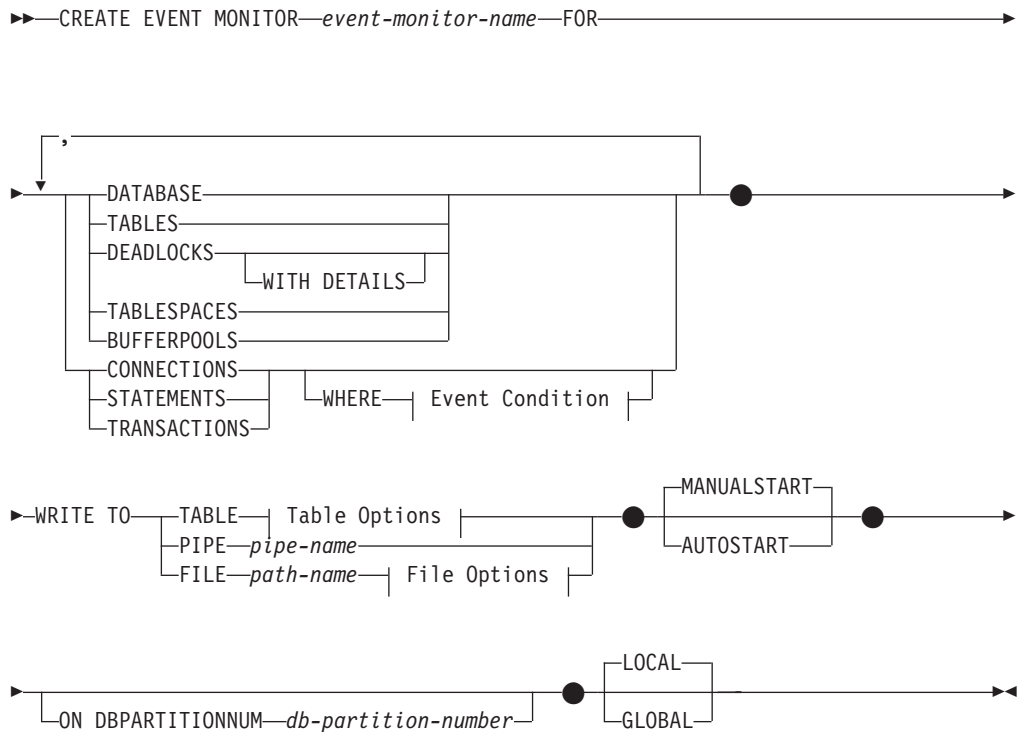 CREATE EVENT MONITOR event-monitor-name FOR
,
DATABASE
TABLES
DEADLOCKS
WITH DETAILS
TABLESPACES
BUFFERPOOLS
CONNECTIONS
STATEMENTS
TRANSACTIONS
WHERE Event Condition
WRITE TO TABLE Table Options
PIPE pipe-name
FILE path-name File Options
MANUALSTART
AUTOSTART
ON DBPARTITIONNUM db-partition-number
LOCAL
GLOBAL